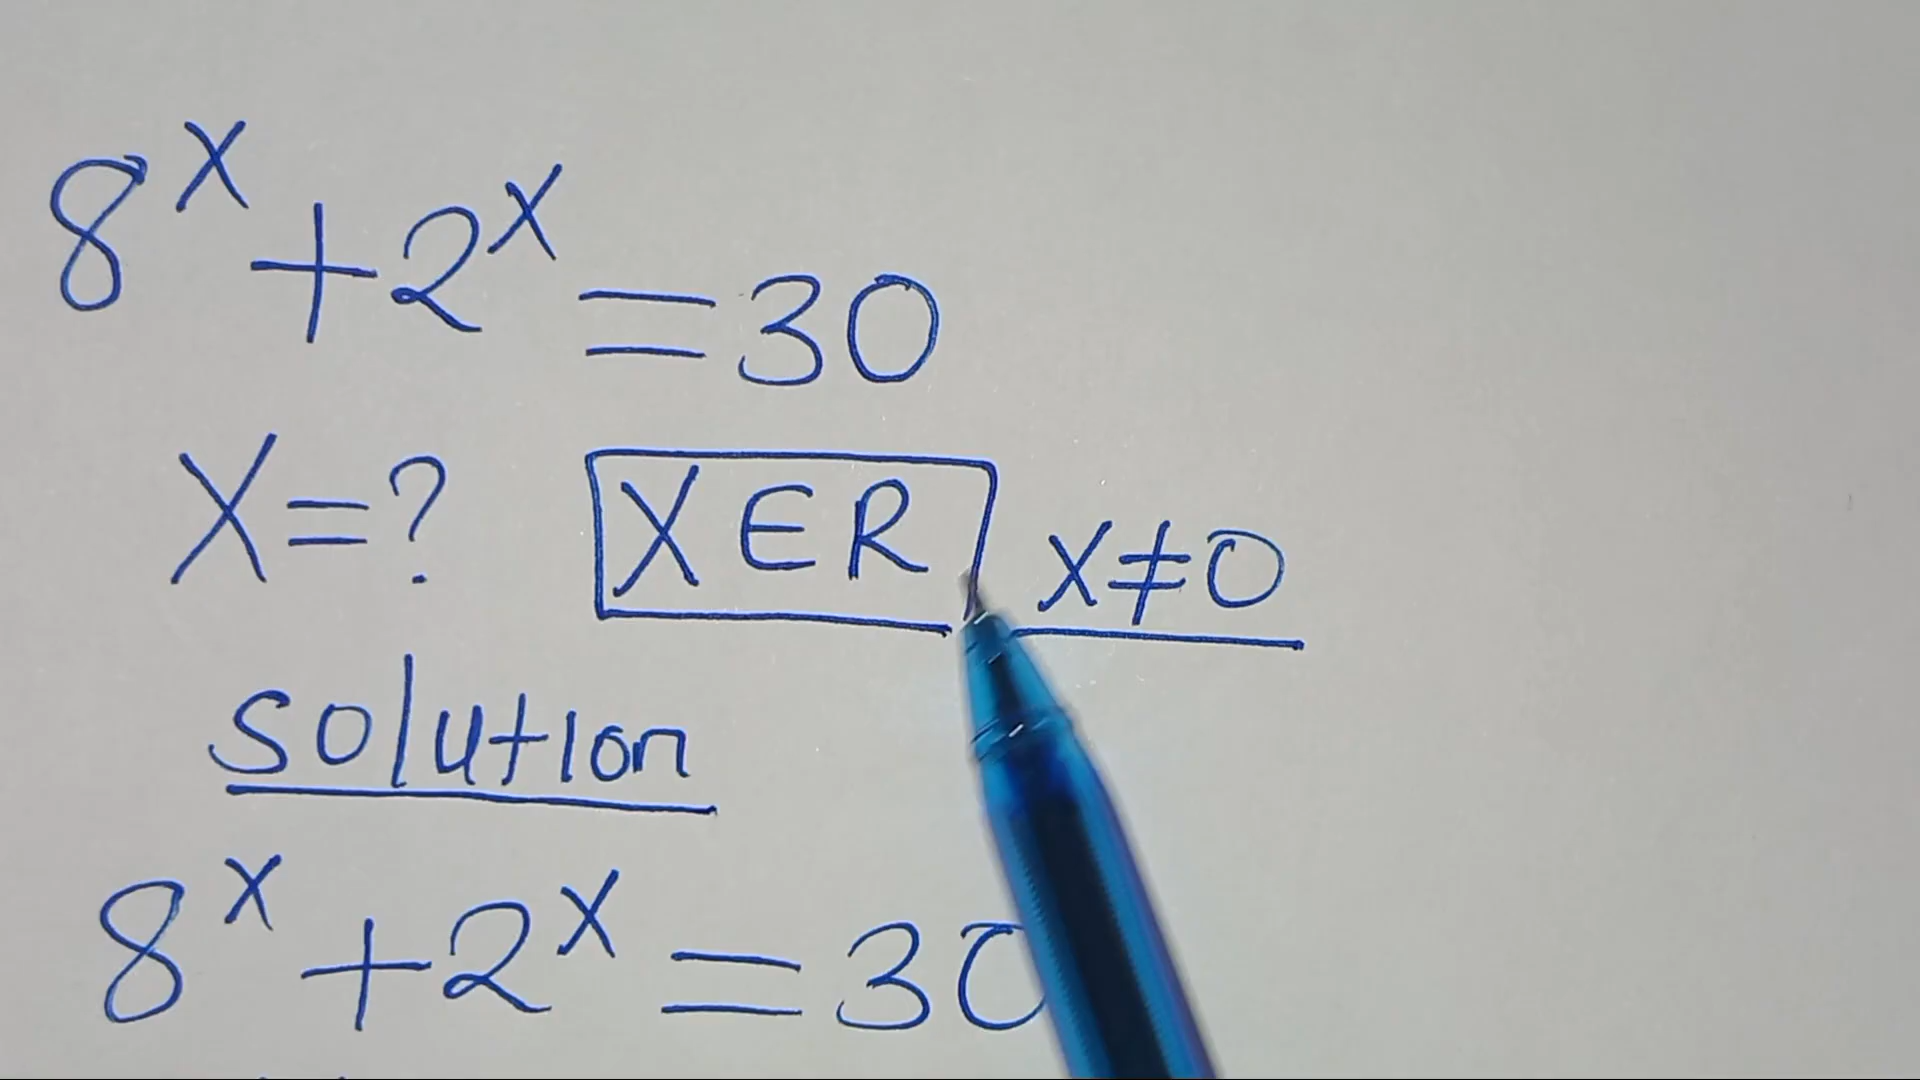 8^x + 2^x = 30
X = ? X ∈ R x ≠ 0
solution
8^x + 2^x = 30